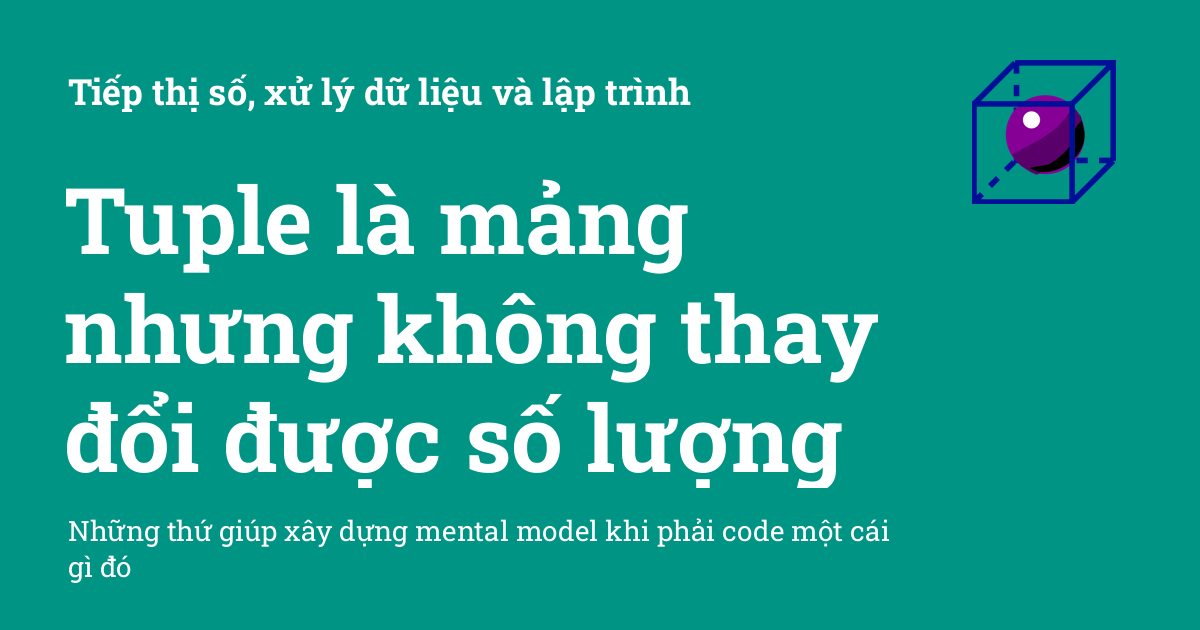 Tiếp thị số, xử lý dữ liệu và lập trình
Tuple là mảng
nhưng không thay
đổi được số lượng
Những thứ giúp xây dựng mental model khi phải code một cái
gì đó